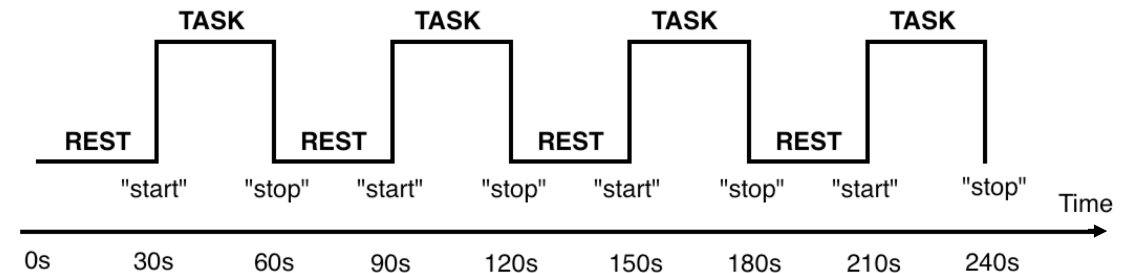 TASK TASK TASK TASK
REST REST REST REST
"start" "stop" "start" "stop" "start" "stop" "start" "stop"
Time
0s 30s 60s 90s 120s 150s 180s 210s 240s